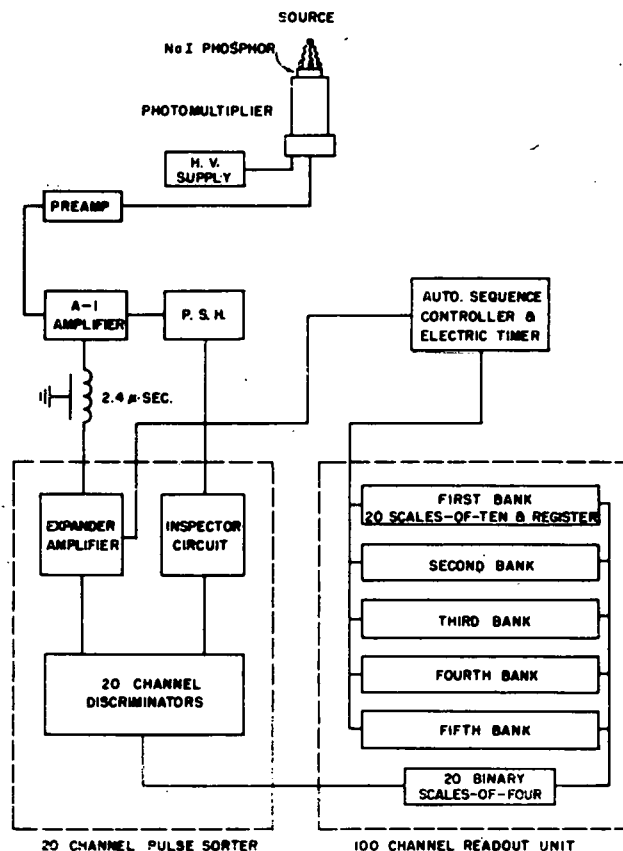 SOURCE
NaI PHOSPHOR
PHOTOMULTIPLIER
H. V.
SUPPLY
PREAMP
A-1
AMPLIFIER
P. S. H.
AUTO. SEQUENCE
CONTROLLER &
ELECTRIC TIMER
2.4 μ-SEC.
EXPANDER
AMPLIFIER
INSPECTOR
CIRCUIT
FIRST BANK
20 SCALES-OF-TEN & REGISTER
SECOND BANK
THIRD BANK
FOURTH BANK
FIFTH BANK
20 CHANNEL
DISCRIMINATORS
20 BINARY
SCALES-OF-FOUR
20 CHANNEL PULSE SORTER
100 CHANNEL READOUT UNIT